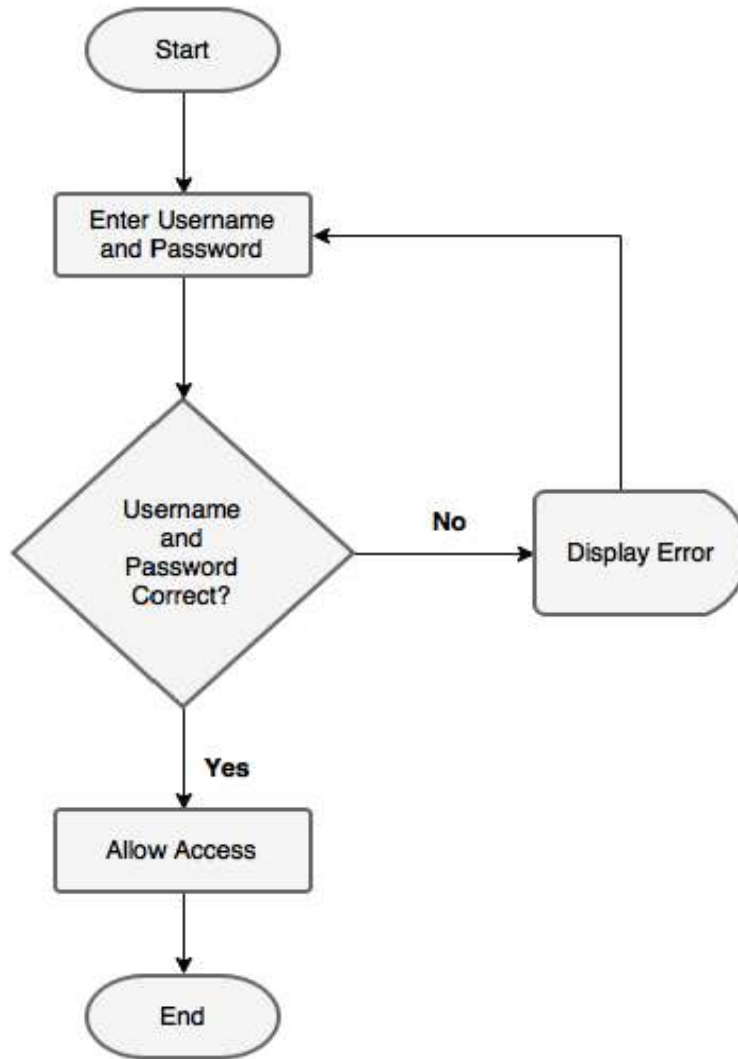 Start
Enter Username
and Password
Username
and
Password
Correct?
No
Display Error
Yes
Allow Access
End